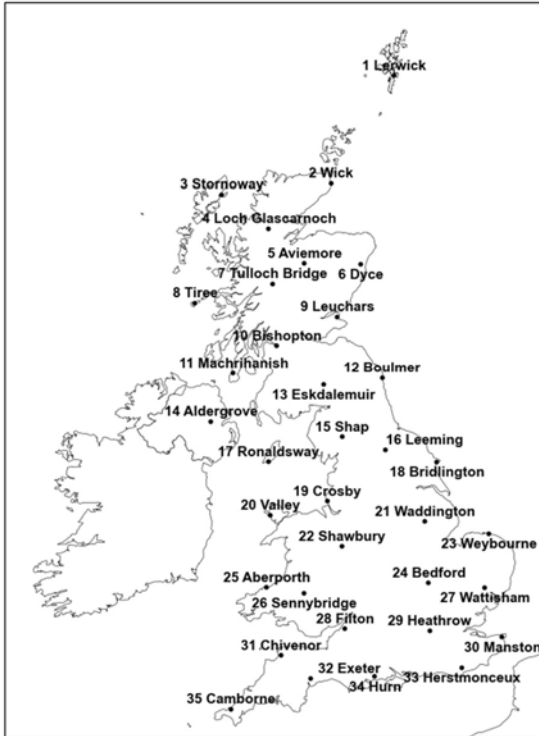 1 Lerwick
2 Wick
3 Stornoway
4 Loch Glascarnoch
5 Aviemore
6 Dyce
7 Tulloch Bridge
8 Tiree
9 Leuchars
10 Bishopton
11 Machrihanish
12 Boulmer
13 Eskdalemuir
14 Aldergrove
15 Shap
16 Leeming
17 Ronaldsway
18 Bridlington
19 Crosby
20 Valley
21 Waddington
22 Shawbury
23 Weybourne
24 Bedford
25 Aberporth
26 Sennybridge
27 Wattisham
28 Filton
29 Heathrow
30 Manston
31 Chivenor
32 Exeter
33 Herstmonceux
34 Hurn
35 Camborne